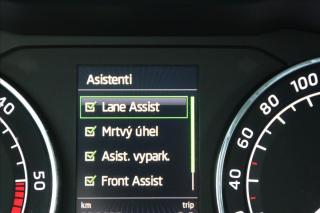 Asistenti
Lane Assist
Mrtvý úhel
Asist. vypark.
Front Assist
km trip
40
50
40
60
80
100